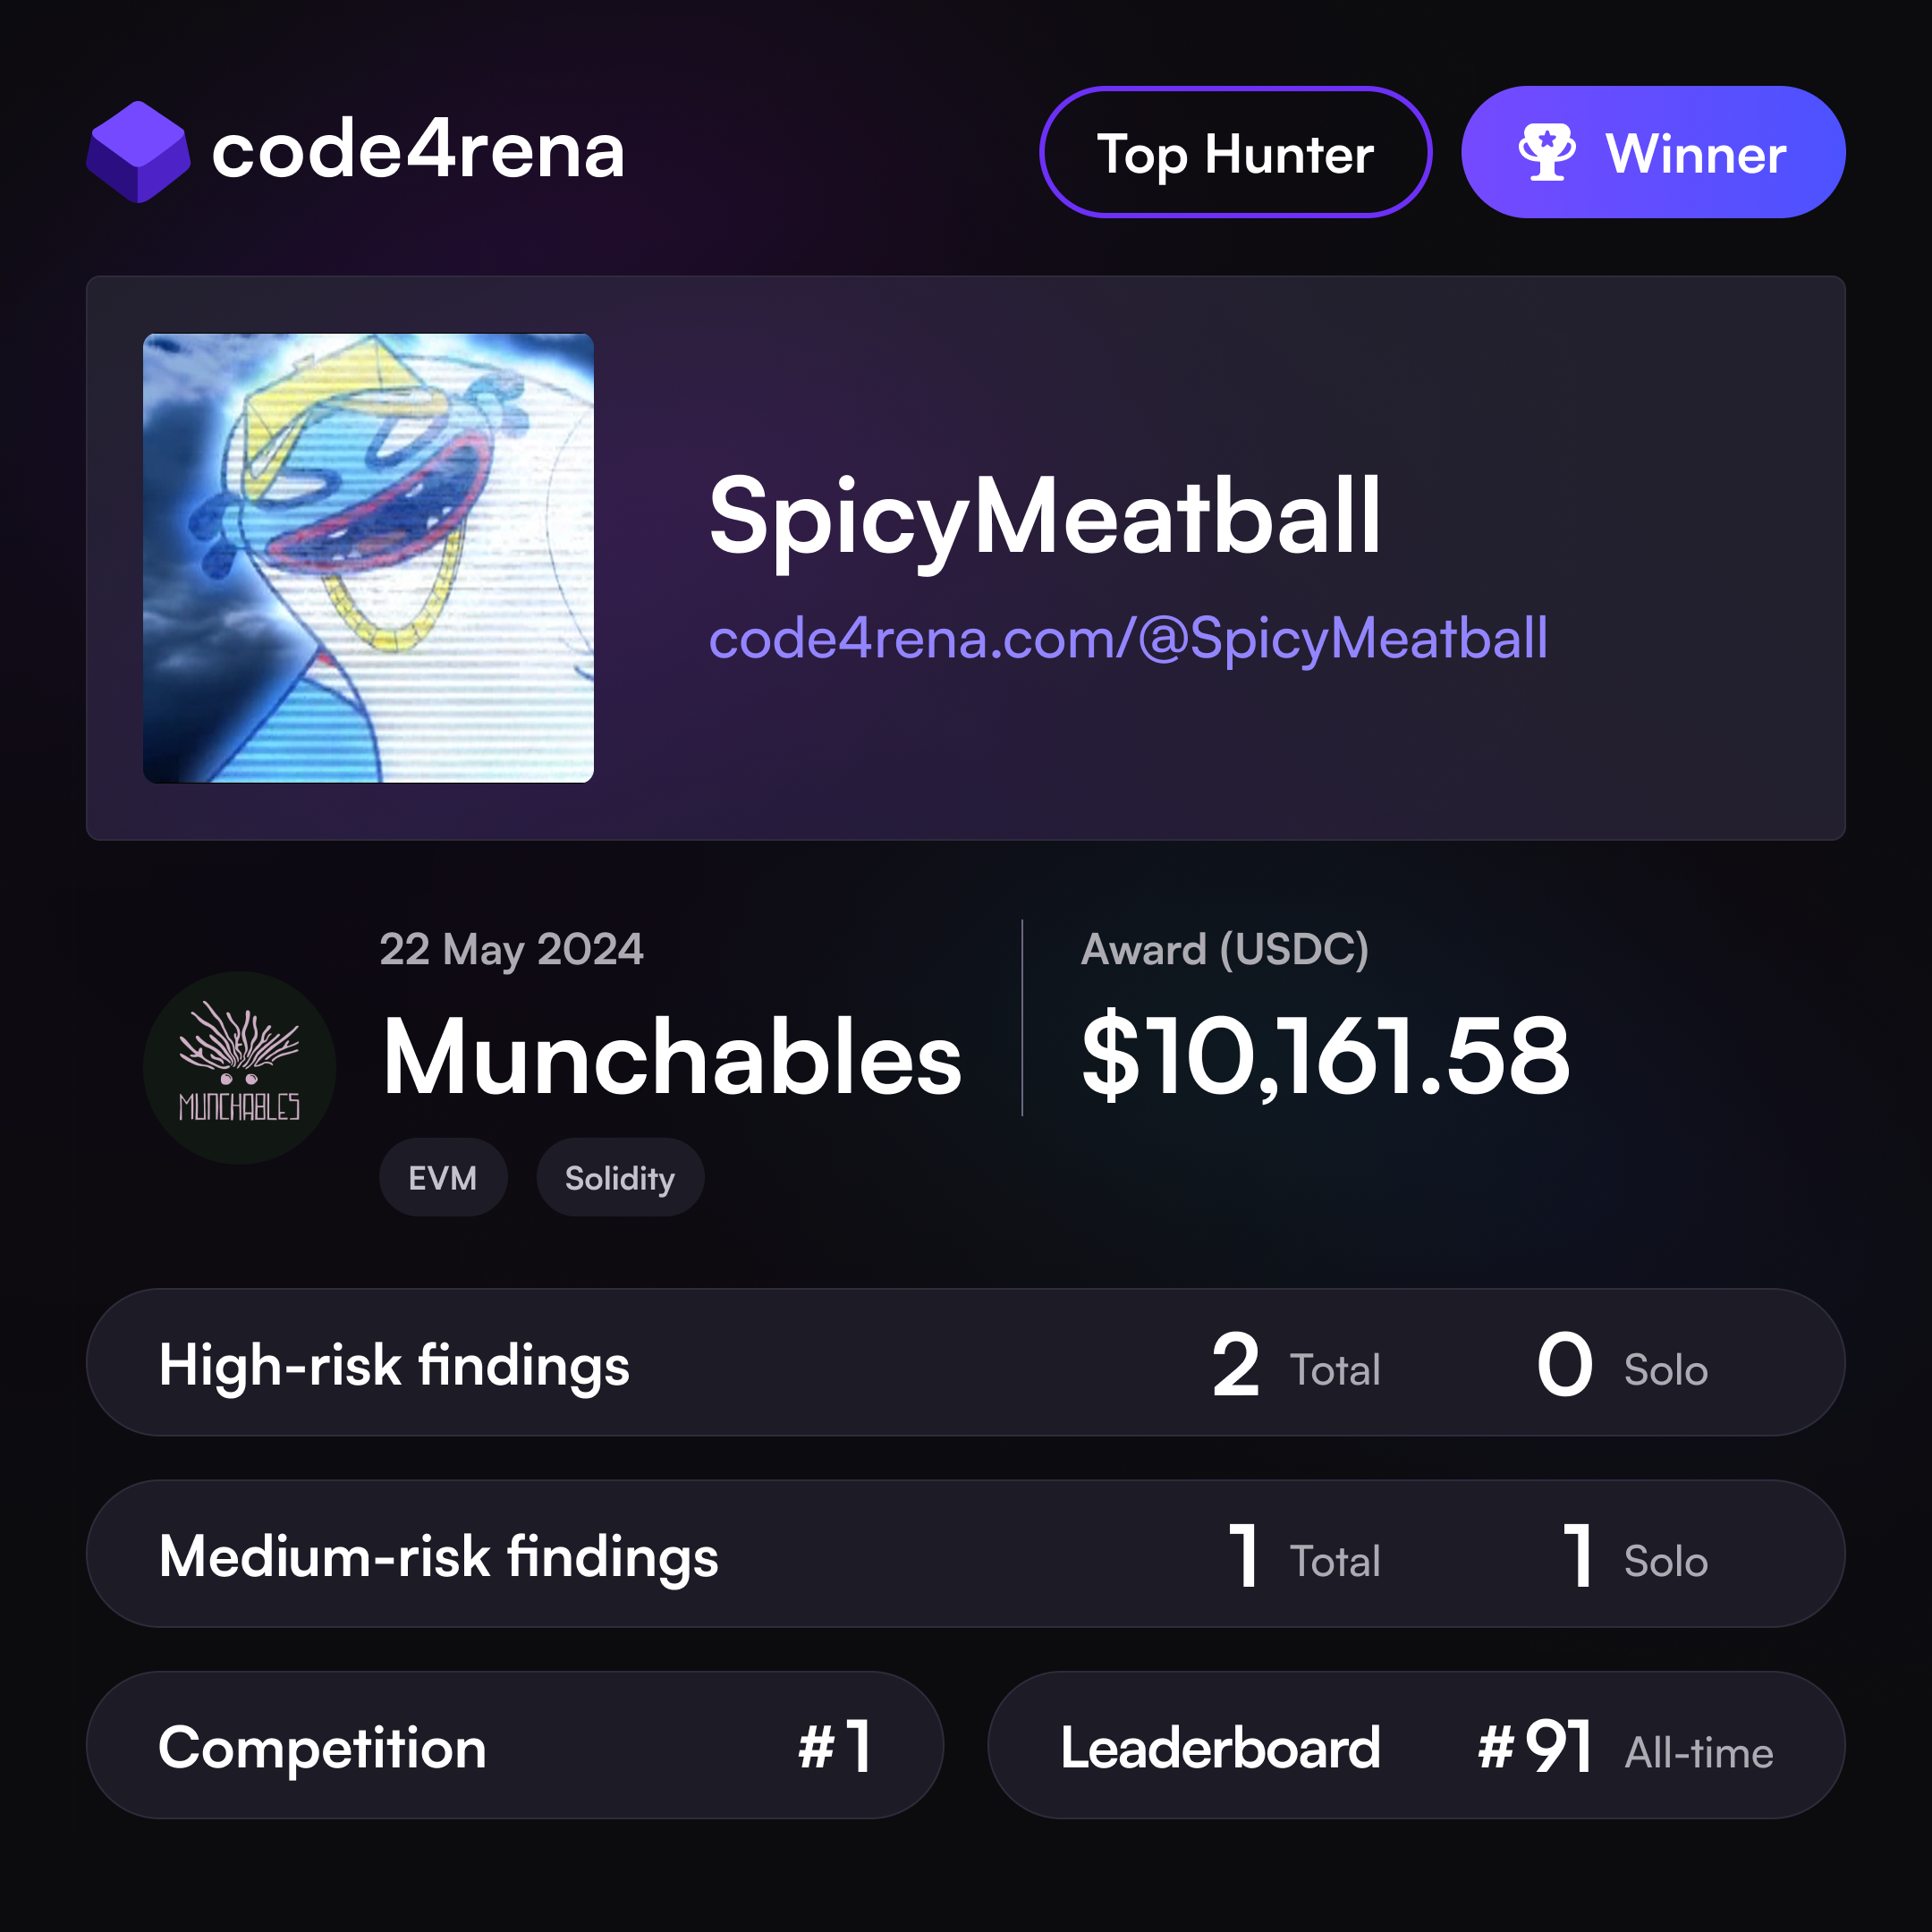 code4rena
Top Hunter
Winner
SpicyMeatball
code4rena.com/@SpicyMeatball
22 May 2024
Munchables
MUNCHABLES
EVM
Solidity
Award (USDC)
$10,161.58
High-risk findings
2 Total
0 Solo
Medium-risk findings
1 Total
1 Solo
Competition
#1
Leaderboard
#91 All-time